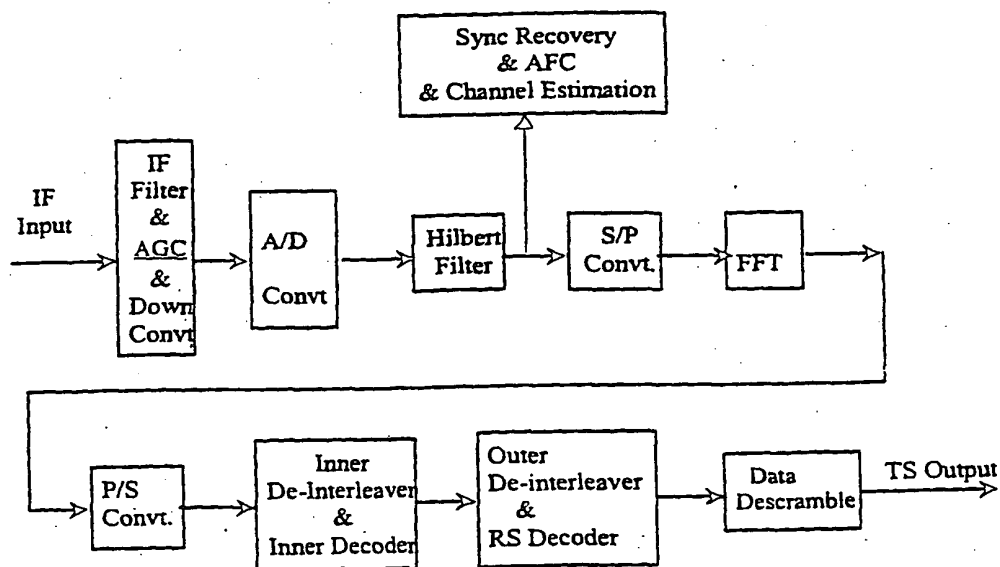 Sync Recovery
& AFC
& Channel Estimation
IF
Input
IF
Filter
&
AGC
&
Down
Convt
A/D
Convt
Hilbert
Filter
S/P
Convt.
FFT
P/S
Convt.
Inner
De-Interleaver
&
Inner Decoder
Outer
De-interleaver
&
RS Decoder
Data
Descramble
TS Output